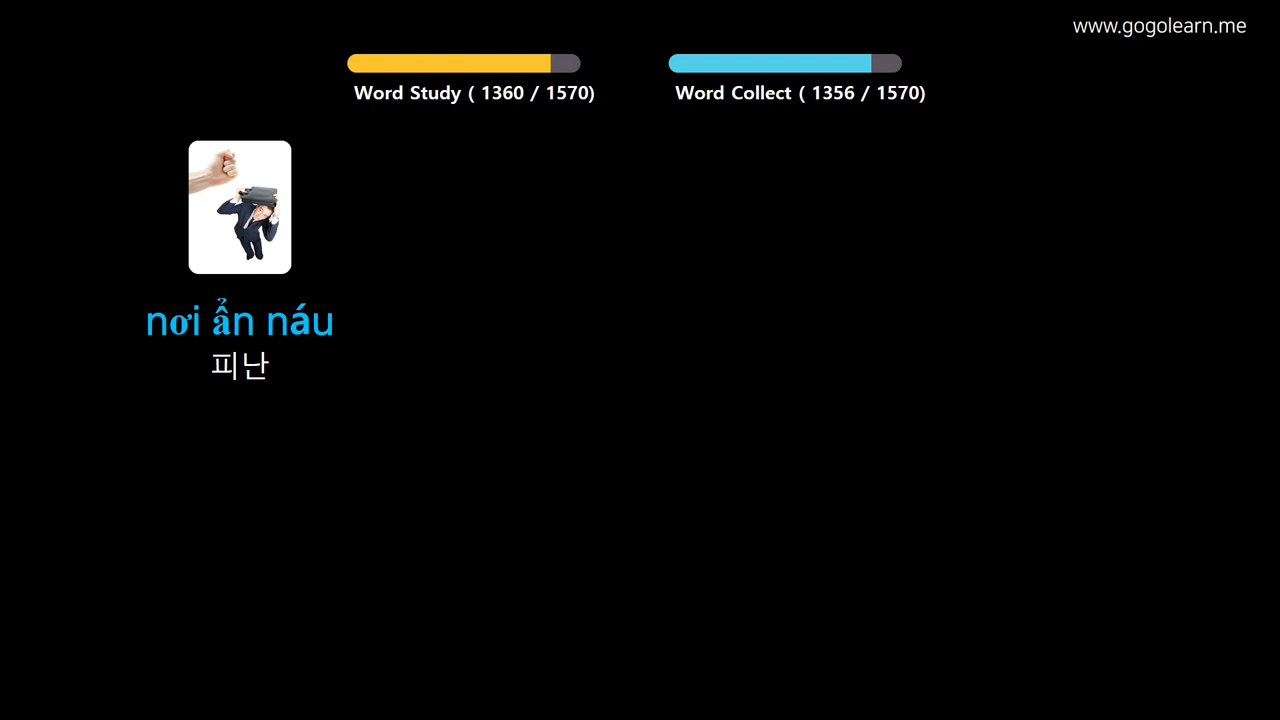 www.gogolearn.me
Word Study ( 1360 / 1570)
Word Collect ( 1356 / 1570)
nơi ẩn náu
피난